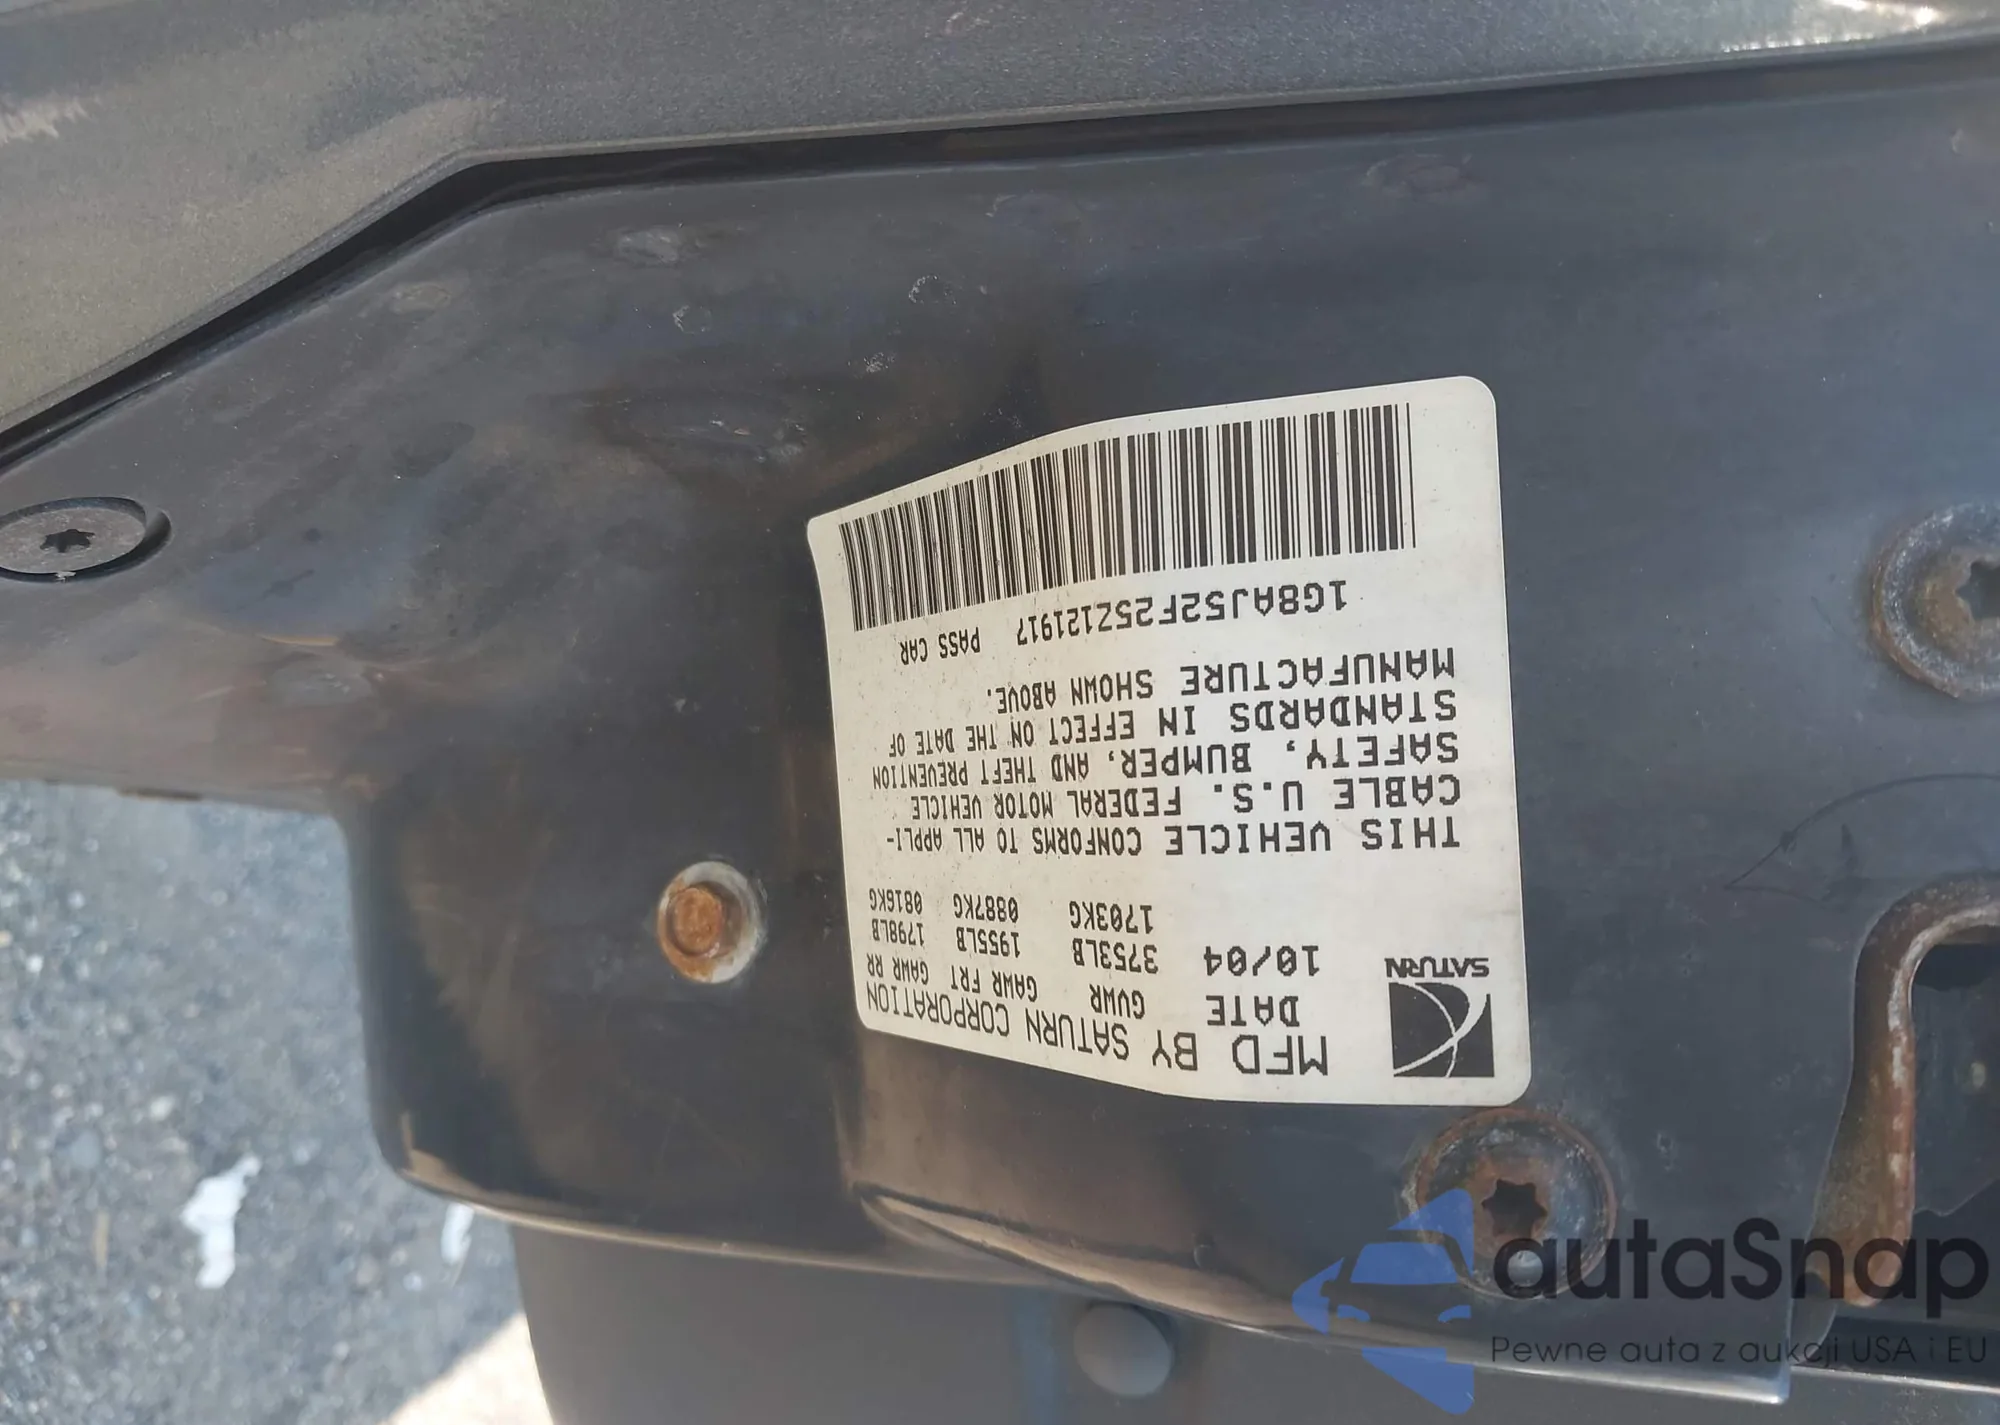 MFD BY SATURN CORPORATION
DATE GVWR GAWR FRT GAWR RR
10/04 3753LB 1955LB 1798LB
1703KG 0887KG 0816KG
SATURN
THIS VEHICLE CONFORMS TO ALL APPLI-
CABLE U.S. FEDERAL MOTOR VEHICLE
SAFETY, BUMPER, AND THEFT PREVENTION
STANDARDS IN EFFECT ON THE DATE OF
MANUFACTURE SHOWN ABOVE.
1G8AJ52F25Z121917 PASS CAR
autaSnap
Pewne auta z aukcji USA i EU